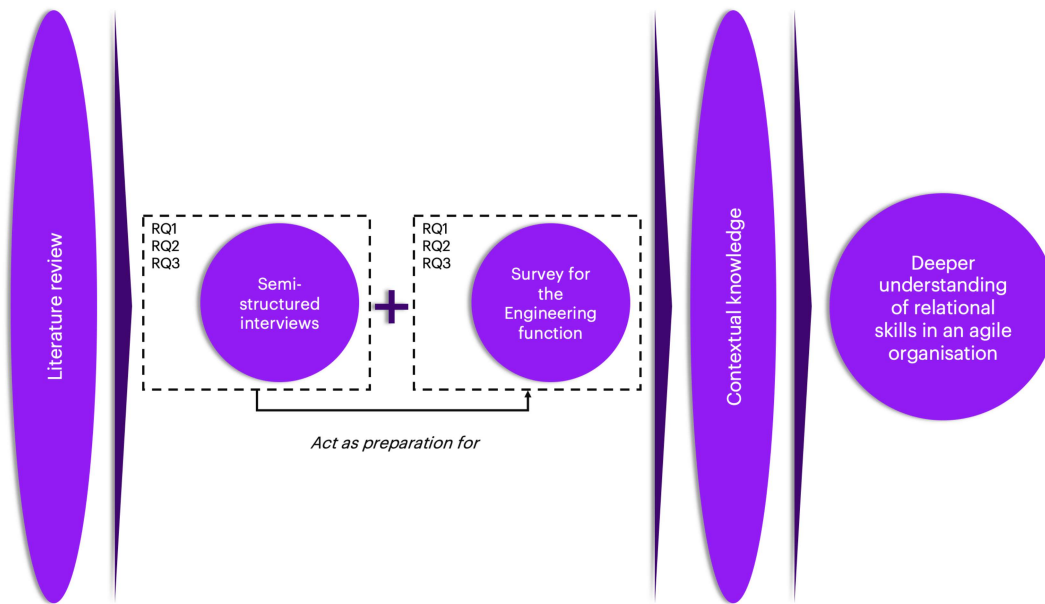 Literature review
RQ1
RQ2
RQ3
Semi-
structured
interviews
+
RQ1
RQ2
RQ3
Survey for
the
Engineering
function
Act as preparation for
Contextual knowledge
Deeper
understanding
of relational
skills in an agile
organisation